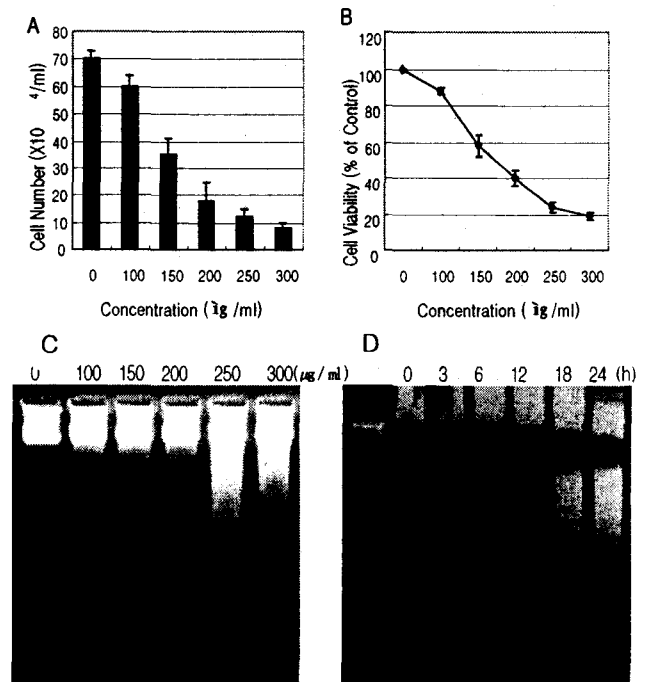 A
80
70
60
50
40
30
20
10
0
Cell Number (X10 4/ml)
0 100 150 200 250 300
Concentration (ìg /ml)
B
120
100
80
60
40
20
0
Cell Viability (% of Control)
0 100 150 200 250 300
Concentration (ìg /ml)
C
0 100 150 200 250 300(μg/ml)
D
0 3 6 12 18 24 (h)